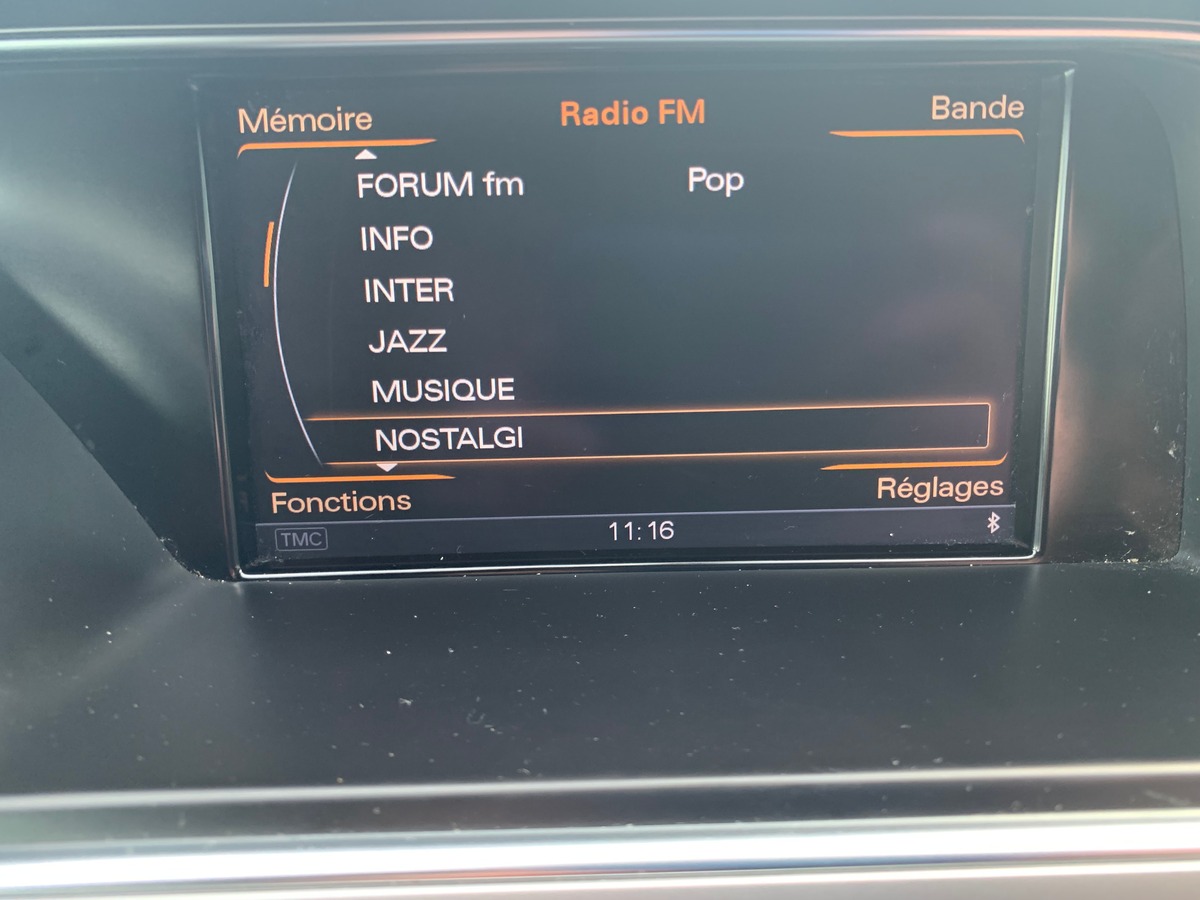 Mémoire Radio FM Bande
FORUM fm Pop
INFO
INTER
JAZZ
MUSIQUE
NOSTALGI
Fonctions Réglages
TMC 11:16